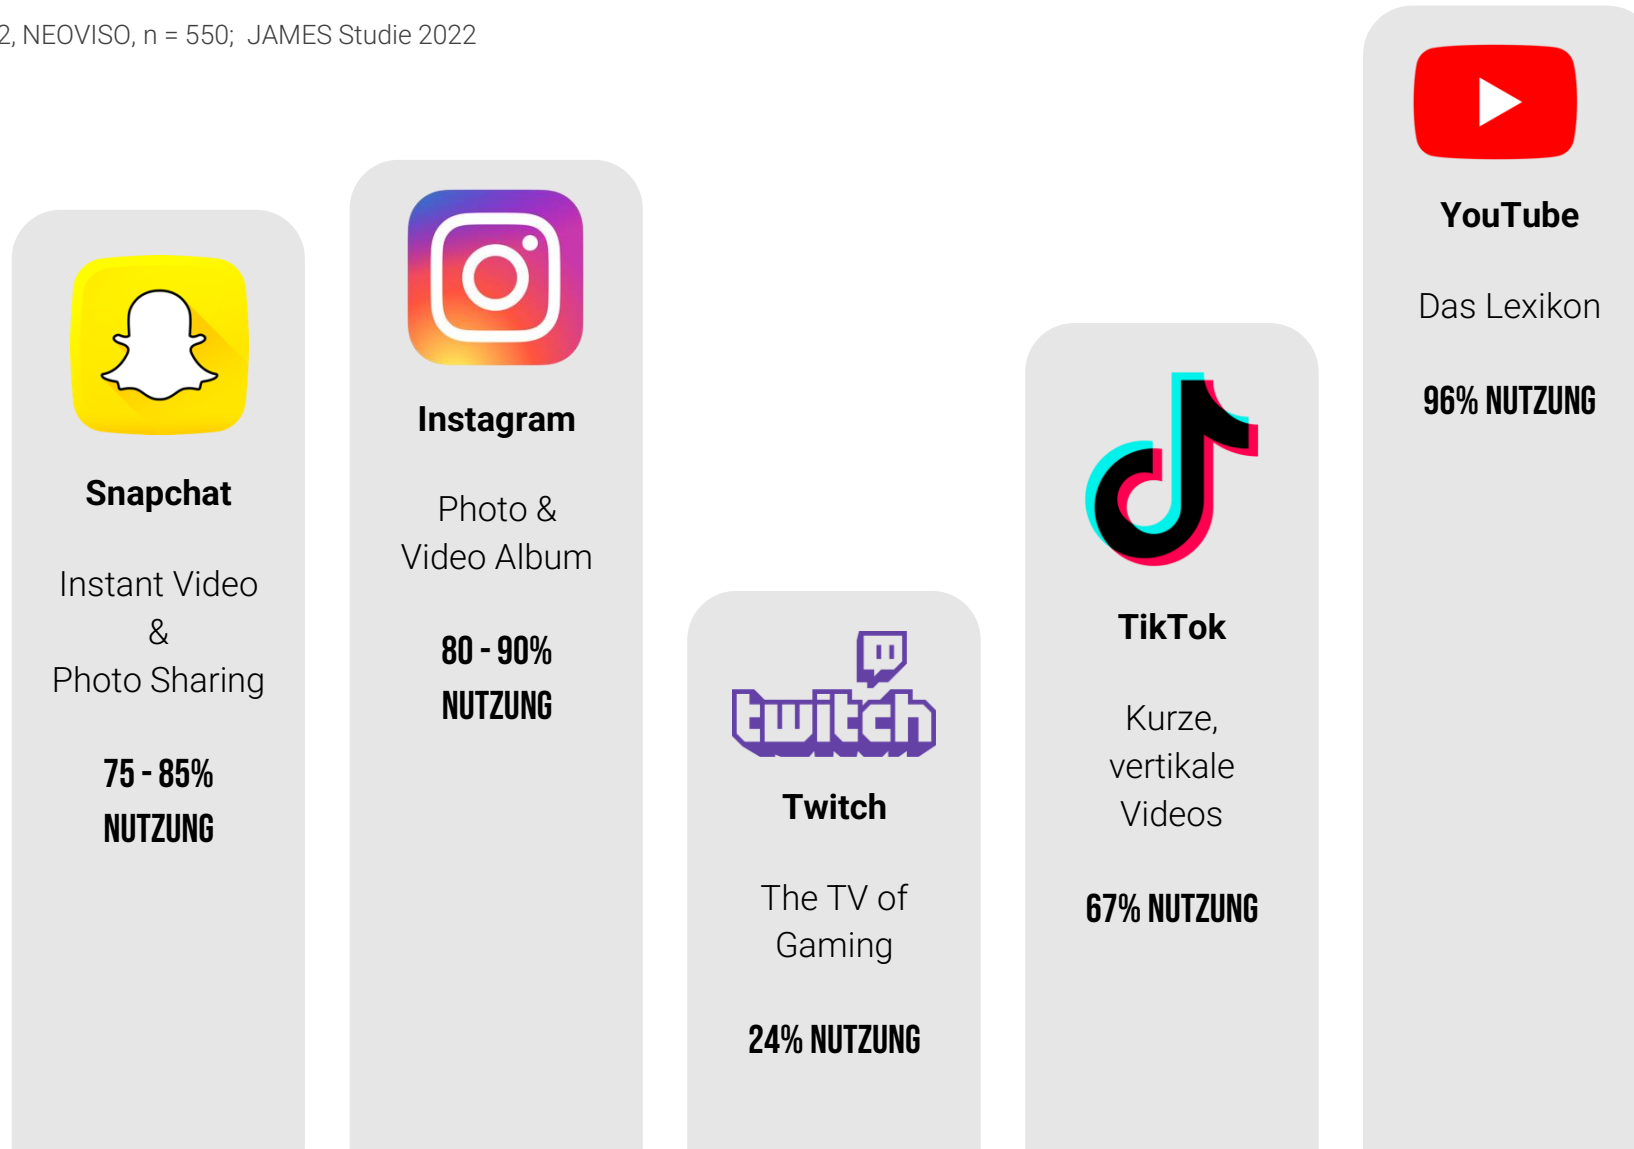 2, NEOVISO, n = 550; JAMES Studie 2022
Snapchat
Instant Video
&
Photo Sharing
75 - 85%
NUTZUNG
Instagram
Photo &
Video Album
80 - 90%
NUTZUNG
twitch
Twitch
The TV of
Gaming
24% NUTZUNG
TikTok
Kurze,
vertikale
Videos
67% NUTZUNG
YouTube
Das Lexikon
96% NUTZUNG